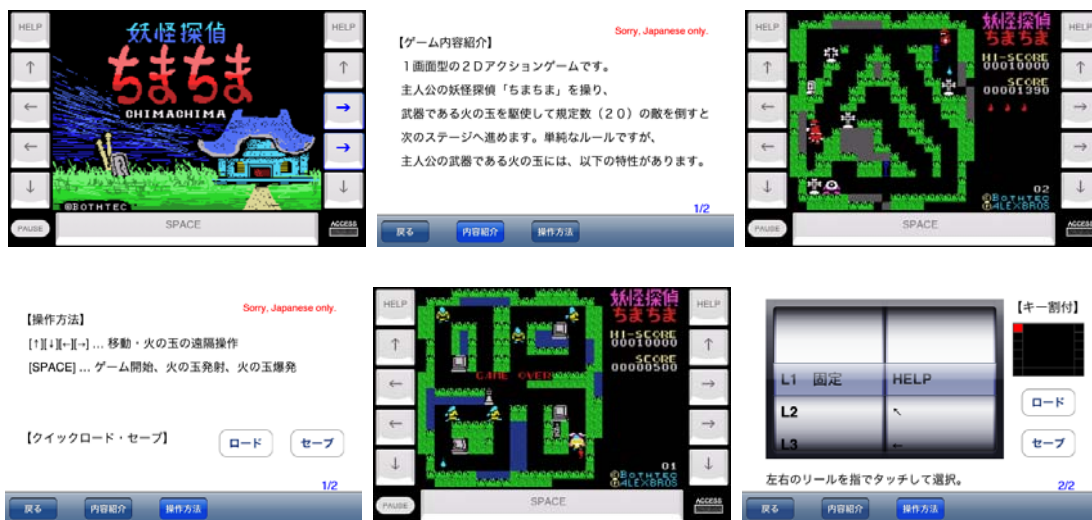 HELP
HELP
妖怪探偵
ちまちま
CHIMACHIMA
↑
↑
←
→
←
→
↓
↓
©BOTHTEC
PAUSE
SPACE
ACCESS
Sorry, Japanese only.
【ゲーム内容紹介】
1画面型の2Dアクションゲームです。
主人公の妖怪探偵「ちまちま」を操り、
武器である火の玉を駆使して規定数(20)の敵を倒すと
次のステージへ進めます。単純なルールですが、
主人公の武器である火の玉には、以下の特性があります。
1/2
戻る
内容紹介
操作方法
HELP
HELP
妖怪探偵
ちまちま
HI-SCORE
00010000
SCORE
00001390
↑
↑
←
→
←
→
↓
↓
02
©BOTHTEC
©ALEXBROS
PAUSE
SPACE
ACCESS
Sorry, Japanese only.
【操作方法】
[↑][↓][←][→] ... 移動・火の玉の遠隔操作
[SPACE] ... ゲーム開始、火の玉発射、火の玉爆発
【クイックロード・セーブ】
ロード
セーブ
1/2
戻る
内容紹介
操作方法
HELP
HELP
妖怪探偵
ちまちま
HI-SCORE
00010000
SCORE
00000500
GAME OVER
↑
↑
←
→
←
→
↓
↓
01
©BOTHTEC
©ALEXBROS
PAUSE
SPACE
ACCESS
【キー割付】
L1 固定 HELP
L2 ↖
L3 ←
ロード
セーブ
左右のリールを指でタッチして選択。
2/2
戻る
内容紹介
操作方法